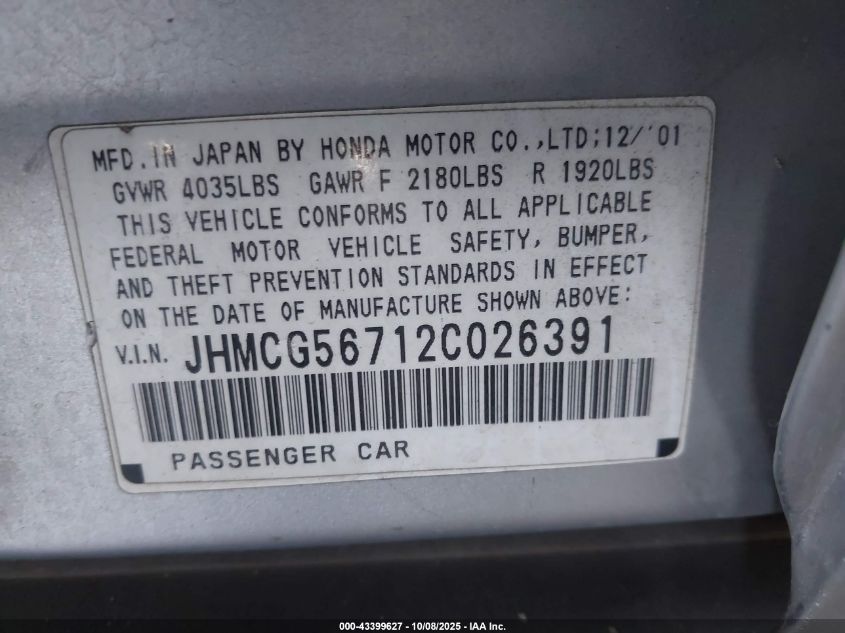 MFD. IN JAPAN BY HONDA MOTOR CO.,LTD;12/'01
GVWR 4035LBS GAWR F 2180LBS R 1920LBS
THIS VEHICLE CONFORMS TO ALL APPLICABLE
FEDERAL MOTOR VEHICLE SAFETY, BUMPER,
AND THEFT PREVENTION STANDARDS IN EFFECT
ON THE DATE OF MANUFACTURE SHOWN ABOVE:
V.I.N. JHMCG56712C026391
PASSENGER CAR
000-43399627 - 10/08/2025 - IAA Inc.